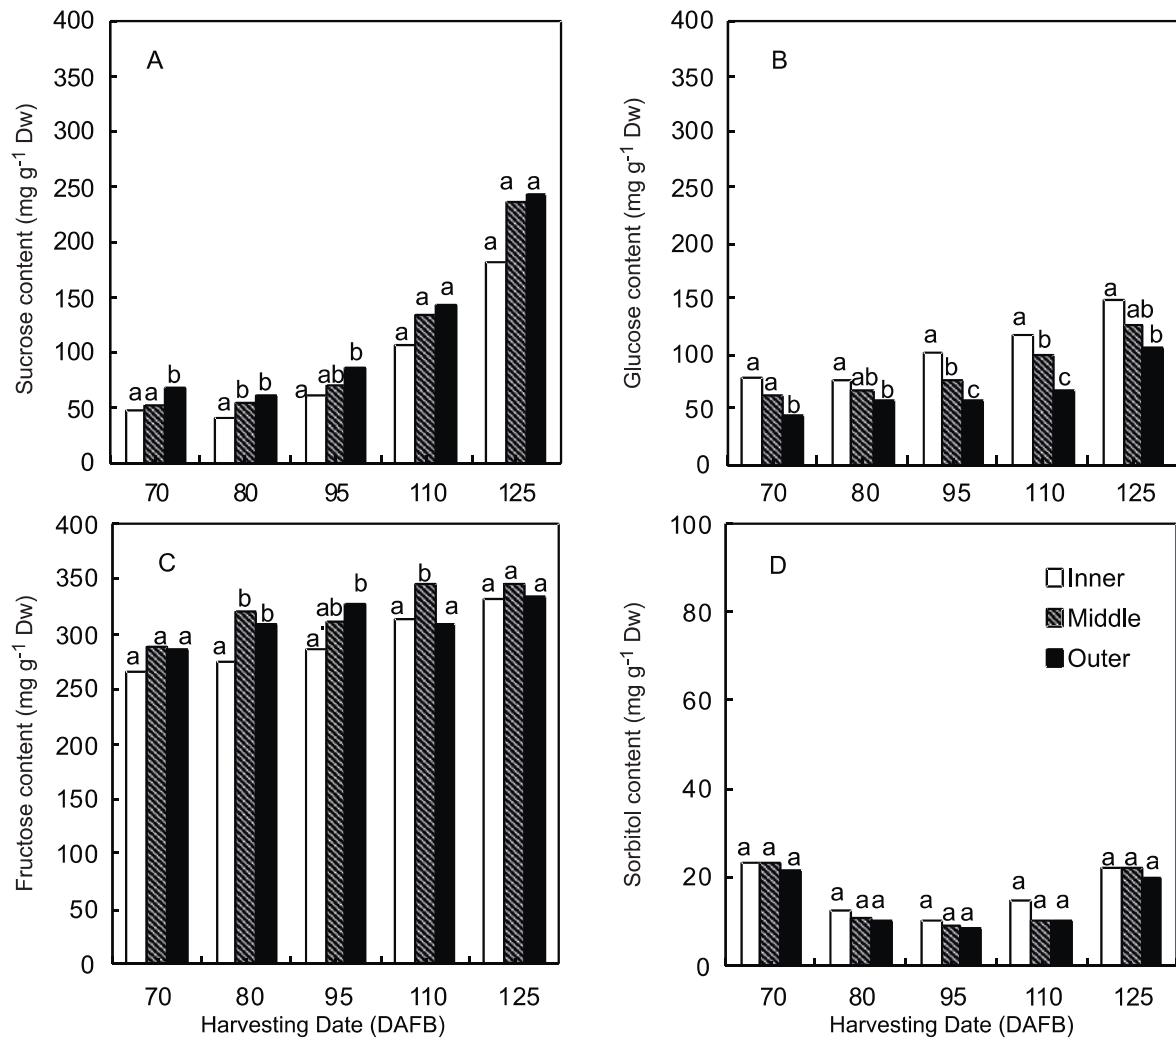 A
Sucrose content (mg g-1 Dw)
400
350
300
250
200
150
100
50
0
a a b
a b b
a ab b
a a a
a a a
70 80 95 110 125
B
Glucose content (mg g-1 Dw)
400
350
300
250
200
150
100
50
0
a a b
a ab b
a b c
a b c
a ab b
70 80 95 110 125
C
Fructose content (mg g-1 Dw)
400
350
300
250
200
150
100
50
0
a a a
a b b
a ab b
a b a
a a a
70 80 95 110 125
Harvesting Date (DAFB)
D
Sorbitol content (mg g-1 Dw)
100
80
60
40
20
0
Inner
Middle
Outer
a a a
a a a
a a a
a a a
a a a
70 80 95 110 125
Harvesting Date (DAFB)